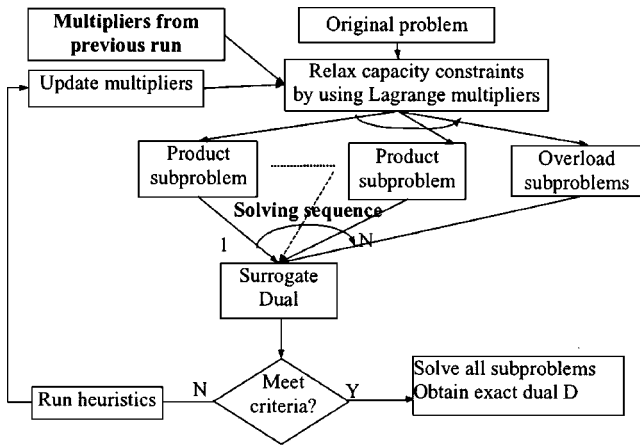 Multipliers from
previous run
Original problem
Update multipliers
Relax capacity constraints
by using Lagrange multipliers
Product
subproblem
Product
subproblem
Overload
subproblems
Solving sequence
1
N
Surrogate
Dual
Meet
criteria?
N
Y
Run heuristics
Solve all subproblems
Obtain exact dual D